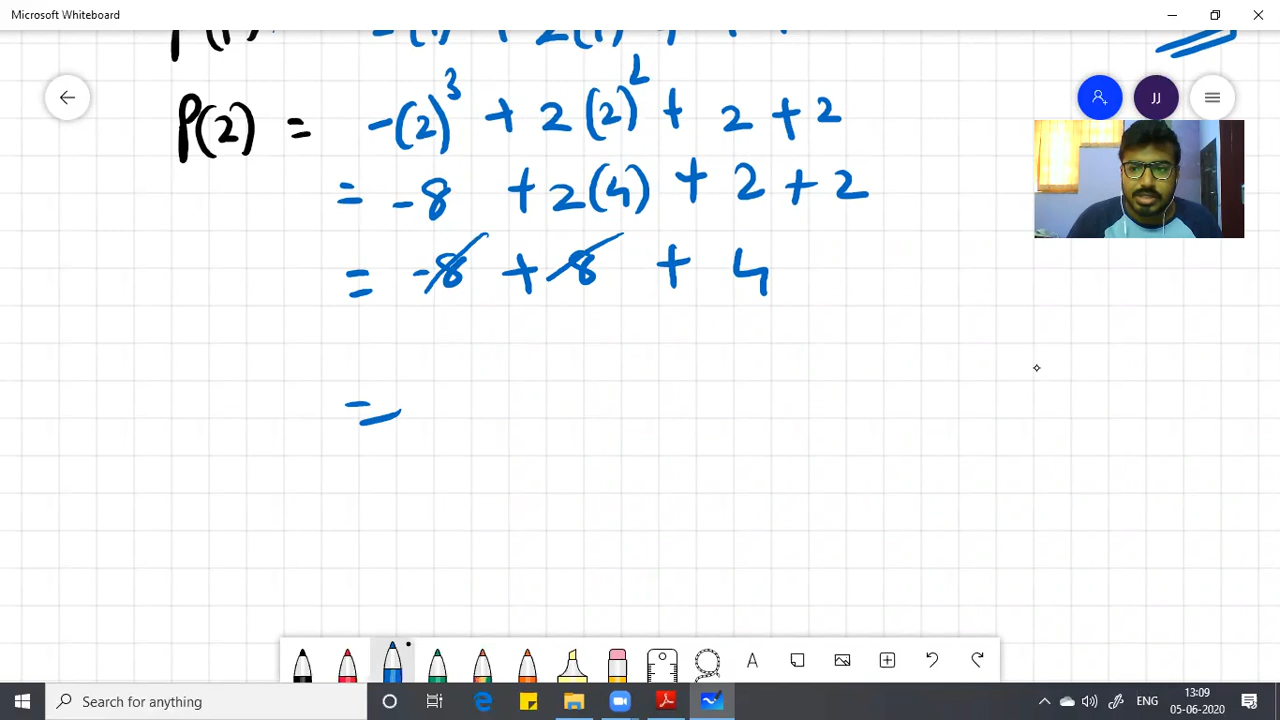 Microsoft Whiteboard
P(2) = -(2)³ + 2(2)² + 2 + 2
JJ
= -8 + 2(4) + 2 + 2
= -8 + 8 + 4
=
A
Search for anything
ENG
13:09
05-06-2020
3